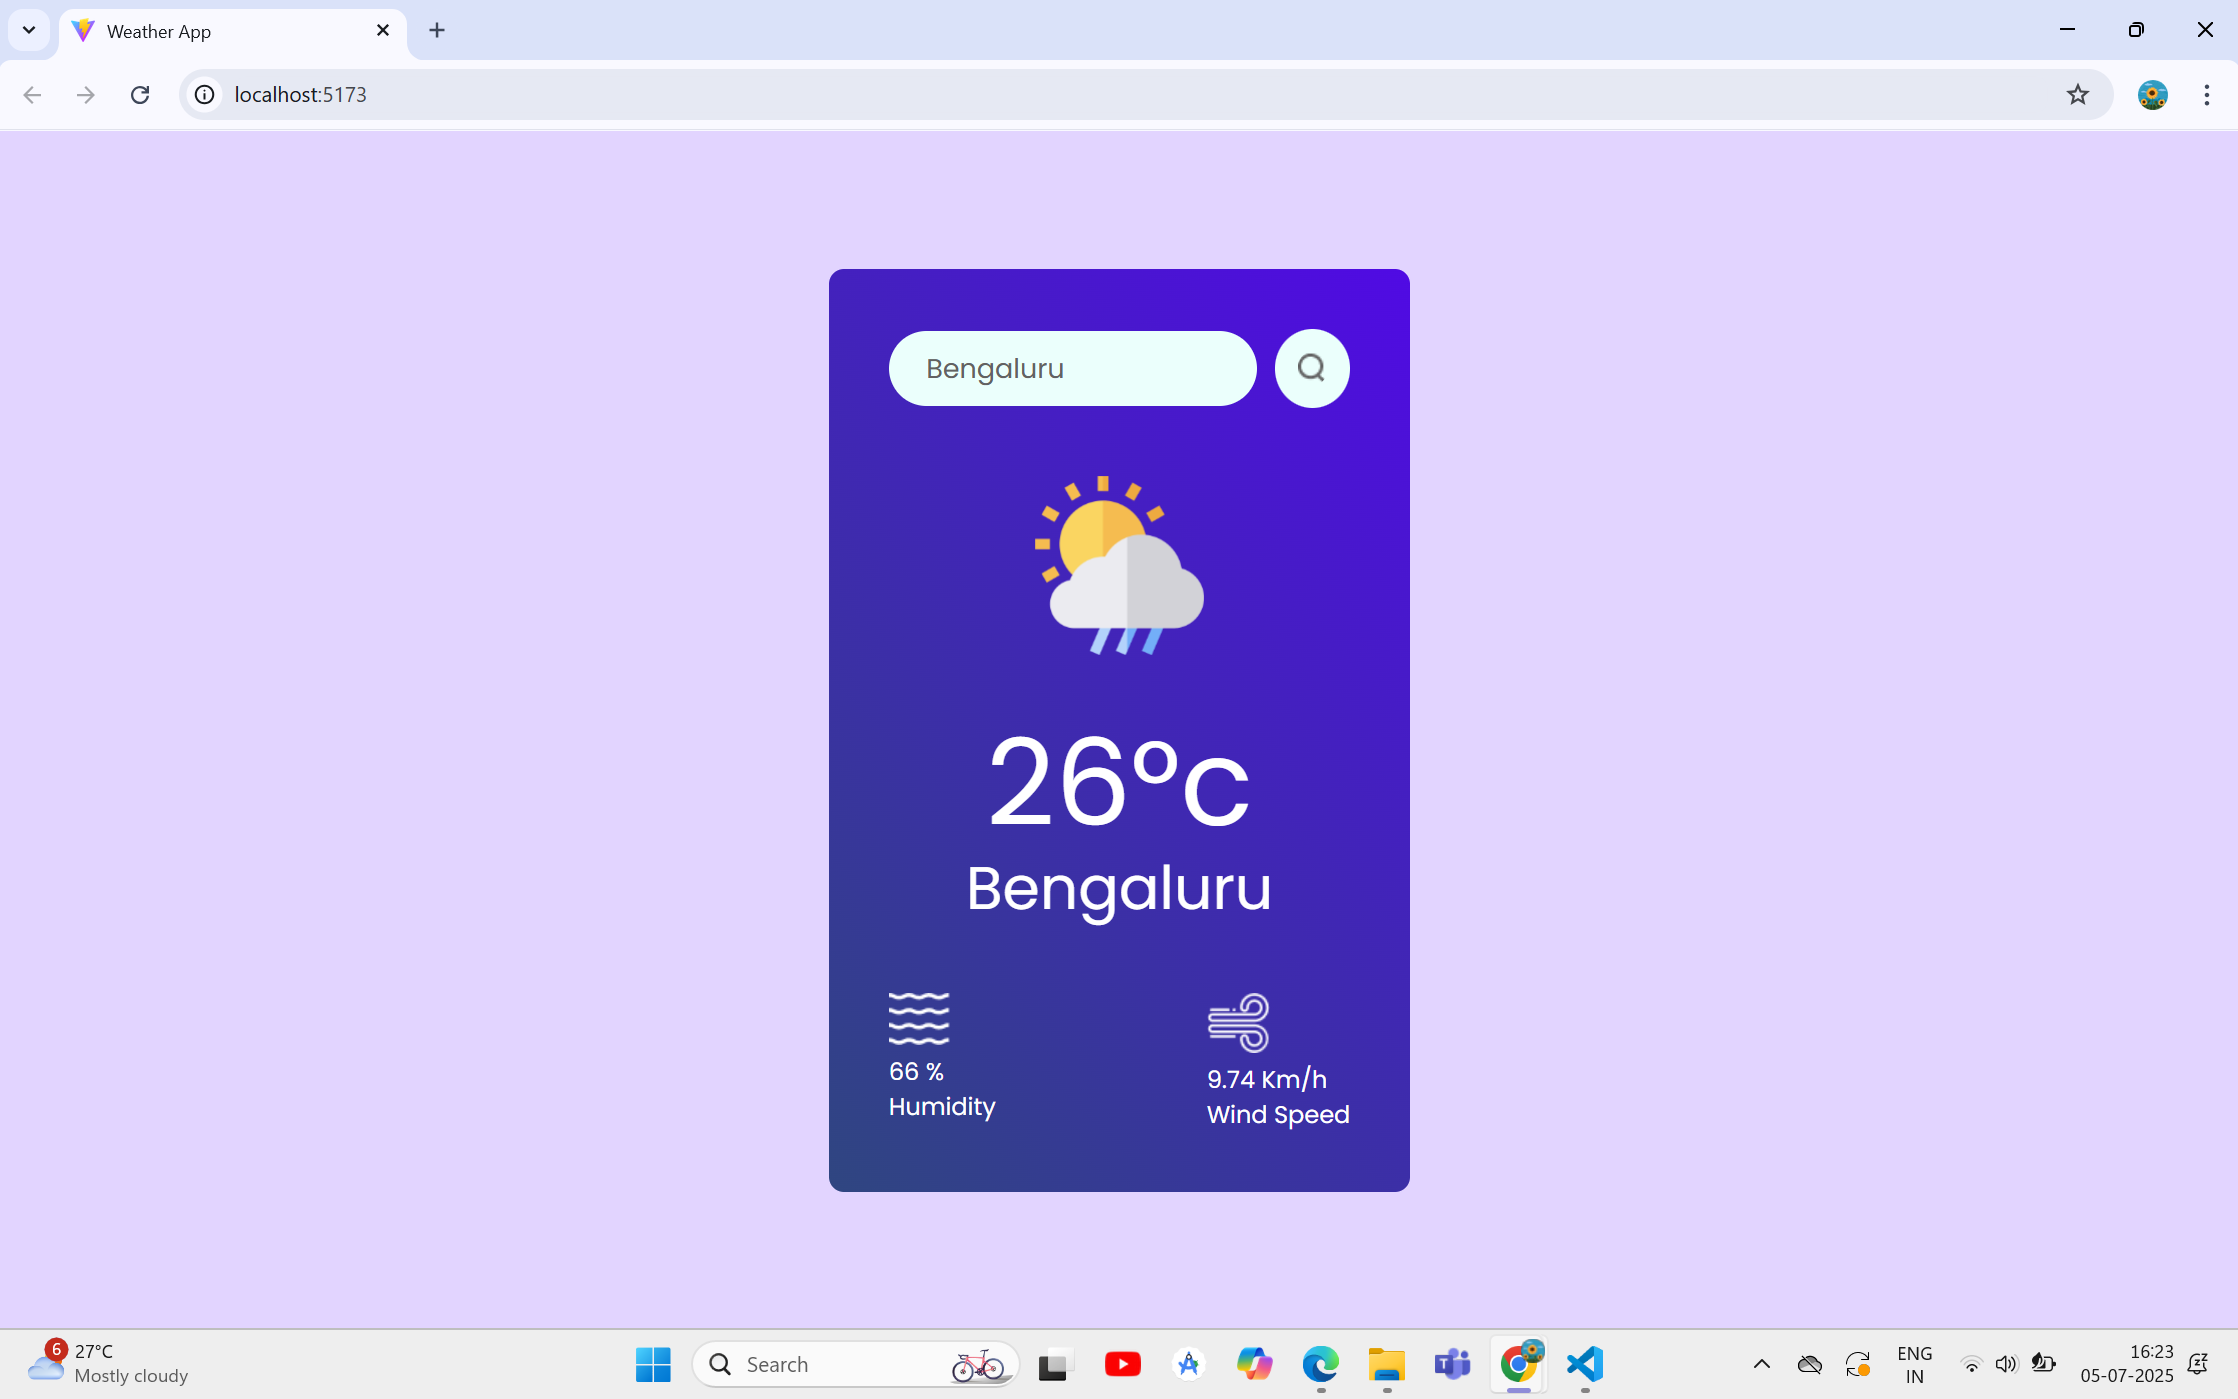 Weather App
localhost:5173
Bengaluru
26°c
Bengaluru
66 %
Humidity
9.74 Km/h
Wind Speed
6
27°C
Mostly cloudy
Search
T
ENG
IN
16:23
05-07-2025